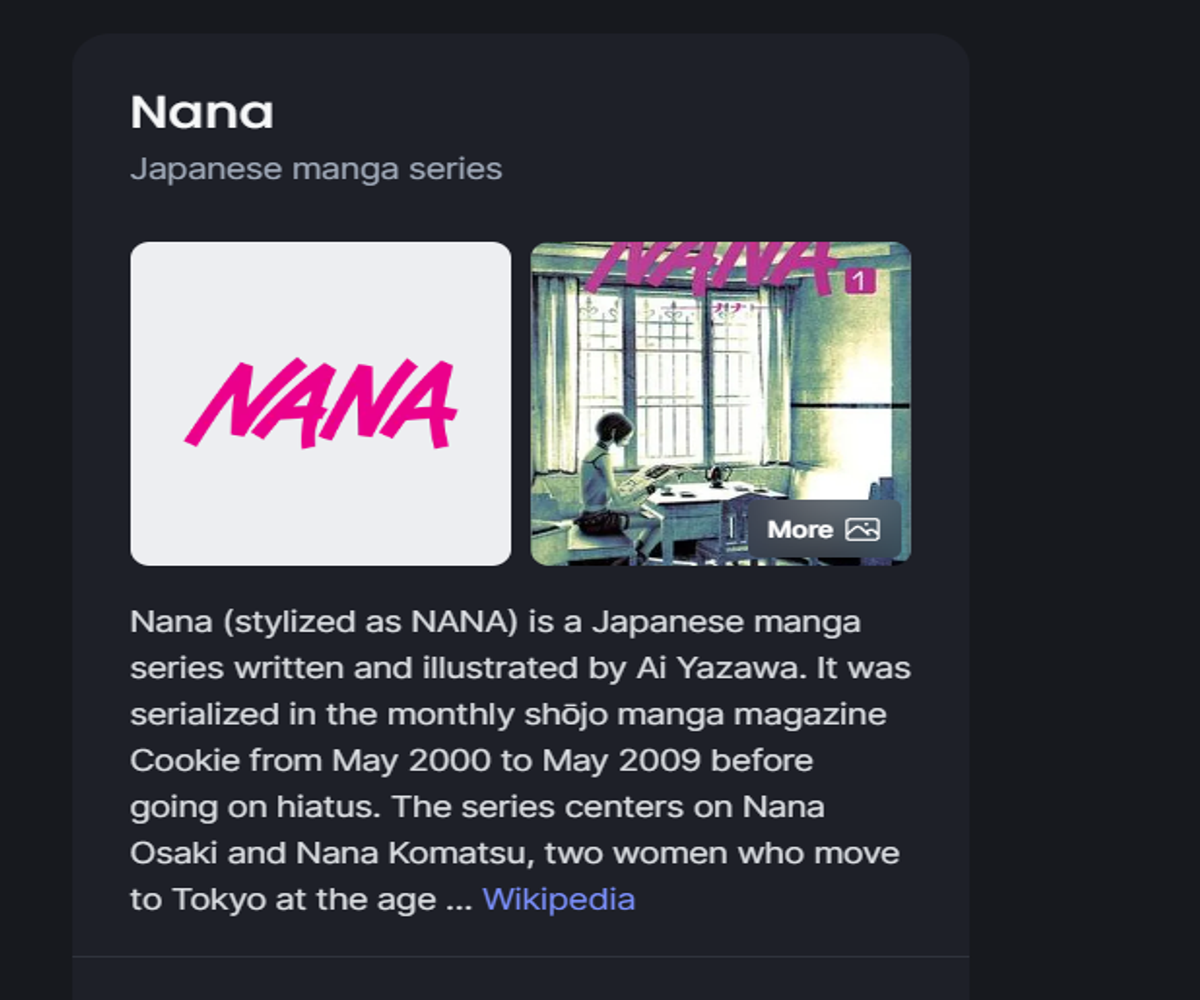 Nana
Japanese manga series
NANA
NANA 1
ナナ
More
Nana (stylized as NANA) is a Japanese manga
series written and illustrated by Ai Yazawa. It was
serialized in the monthly shōjo manga magazine
Cookie from May 2000 to May 2009 before
going on hiatus. The series centers on Nana
Osaki and Nana Komatsu, two women who move
to Tokyo at the age ... Wikipedia